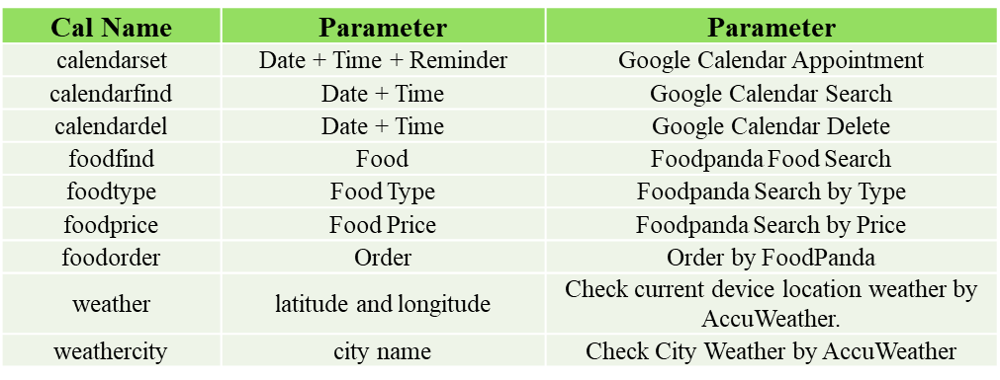 Cal Name Parameter Parameter
calendarset Date + Time + Reminder Google Calendar Appointment
calendarfind Date + Time Google Calendar Search
calendardel Date + Time Google Calendar Delete
foodfind Food Foodpanda Food Search
foodtype Food Type Foodpanda Search by Type
foodprice Food Price Foodpanda Search by Price
foodorder Order Order by FoodPanda
weather latitude and longitude Check current device location weather by
AccuWeather.
weathercity city name Check City Weather by AccuWeather